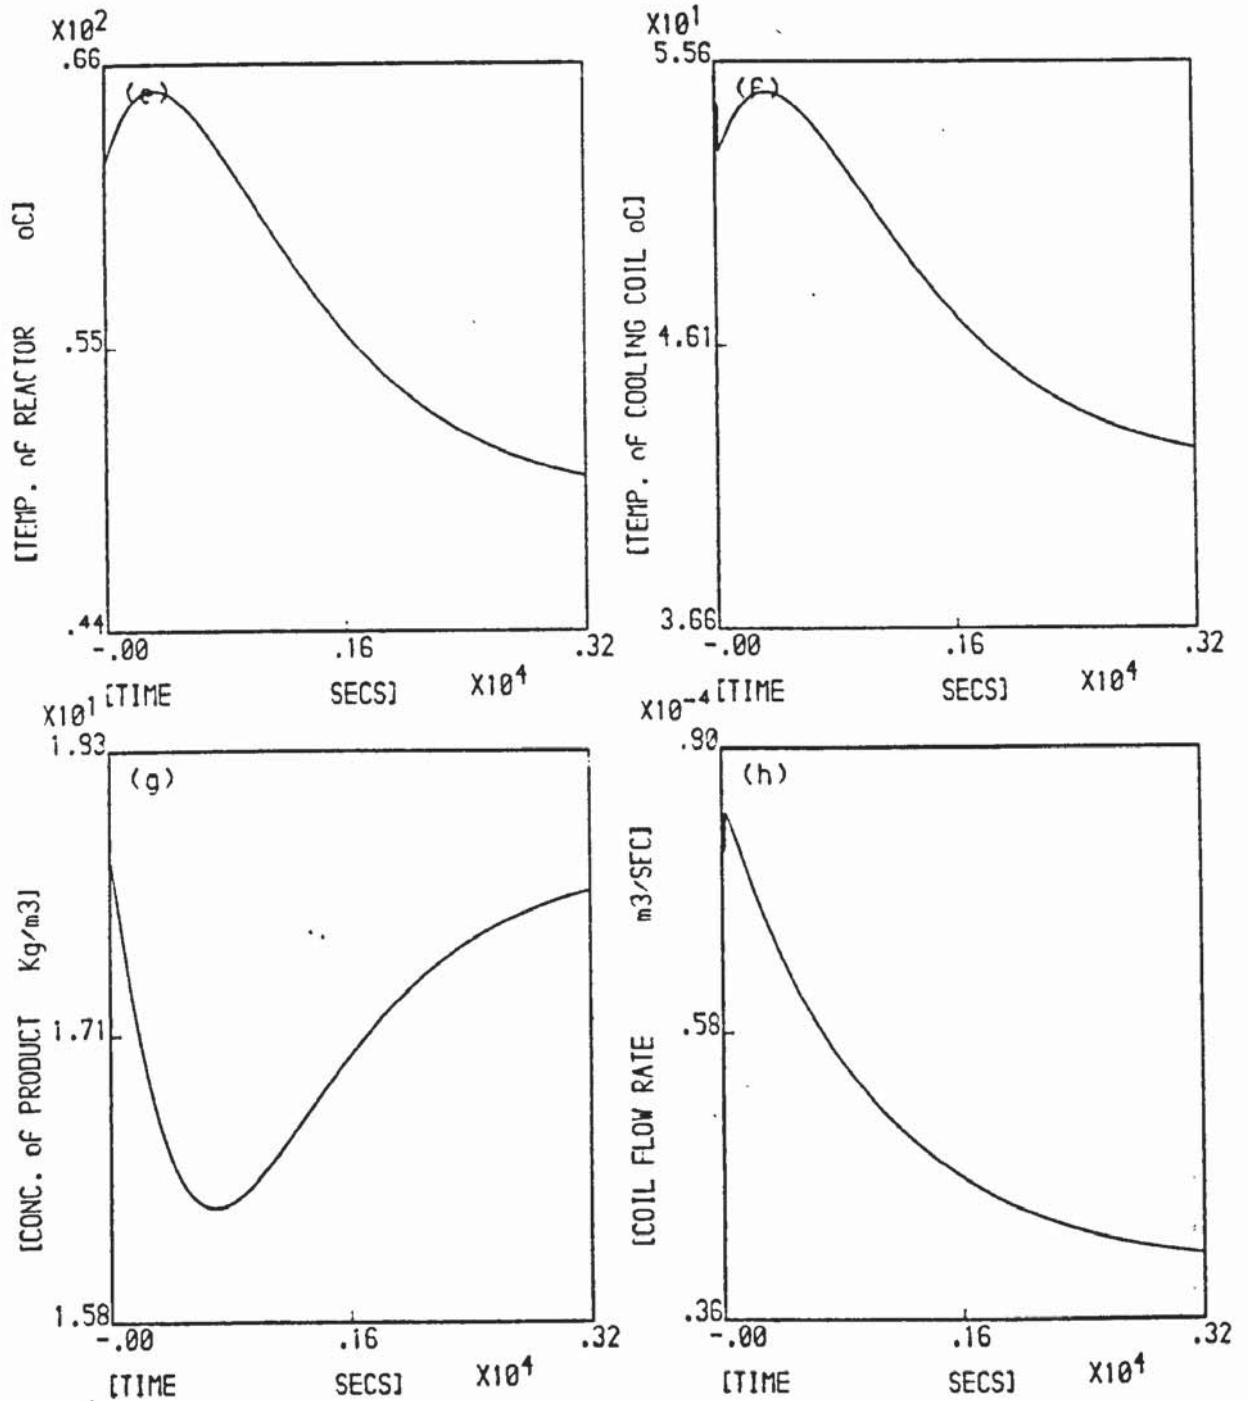 X10²
.66
(e)
[TEMP. of REACTOR oC]
.55
.44
-.00 .16 .32
[TIME SECS] X10⁴
X10¹
5.56
(f)
[TEMP. of COOLING COIL oC]
4.61
3.66
-.00 .16 .32
[TIME SECS] X10⁴
X10¹
1.93
(g)
[CONC. of PRODUCT Kg/m3]
1.71
1.58
-.00 .16 .32
[TIME SECS] X10⁴
X10⁻⁴
.80
(h)
[COIL FLOW RATE m3/SEC]
.58
.36
-.00 .16 .32
[TIME SECS] X10⁴